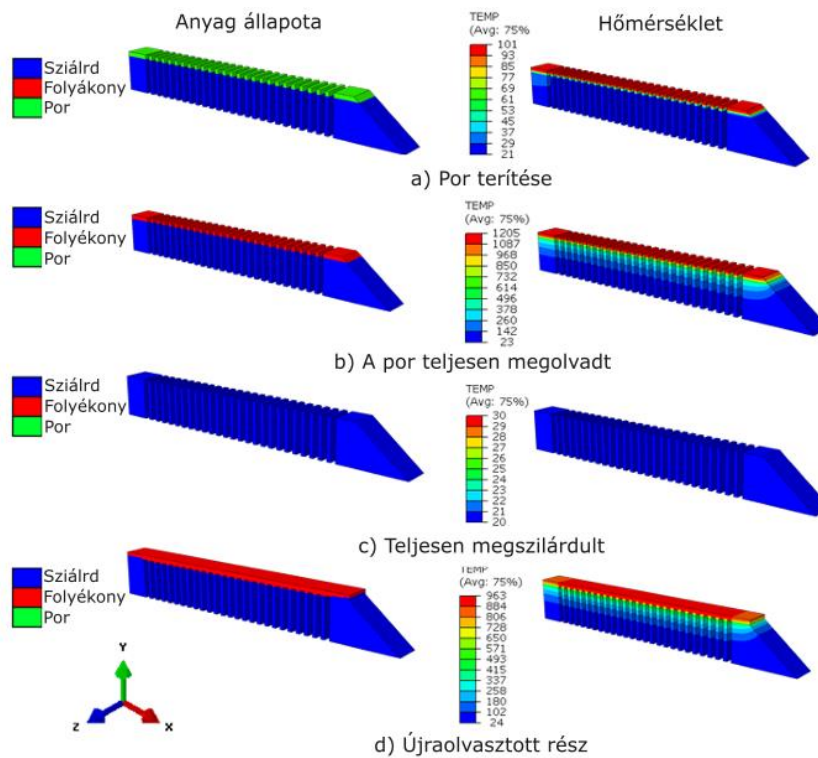 Anyag állapota
Hőmérséklet
Sziálrd
Folyákony
Por
TEMP
(Avg: 75%
101
93
85
77
69
61
53
45
37
29
21
a) Por terítése
Sziálrd
Folyékony
Por
TEMP
(Avg: 75%)
1205
1087
968
850
732
614
496
378
260
142
23
b) A por teljesen megolvadt
Sziálrd
Folyékony
Por
TEMP
(Avg: 75%)
30
29
28
27
26
25
24
23
22
21
20
c) Teljesen megszilárdult
Sziálrd
Folyékony
Por
TEMP
(Avg: 75%)
963
884
806
728
650
571
493
415
337
258
180
102
24
Y
Z
X
d) Újraolvasztott rész